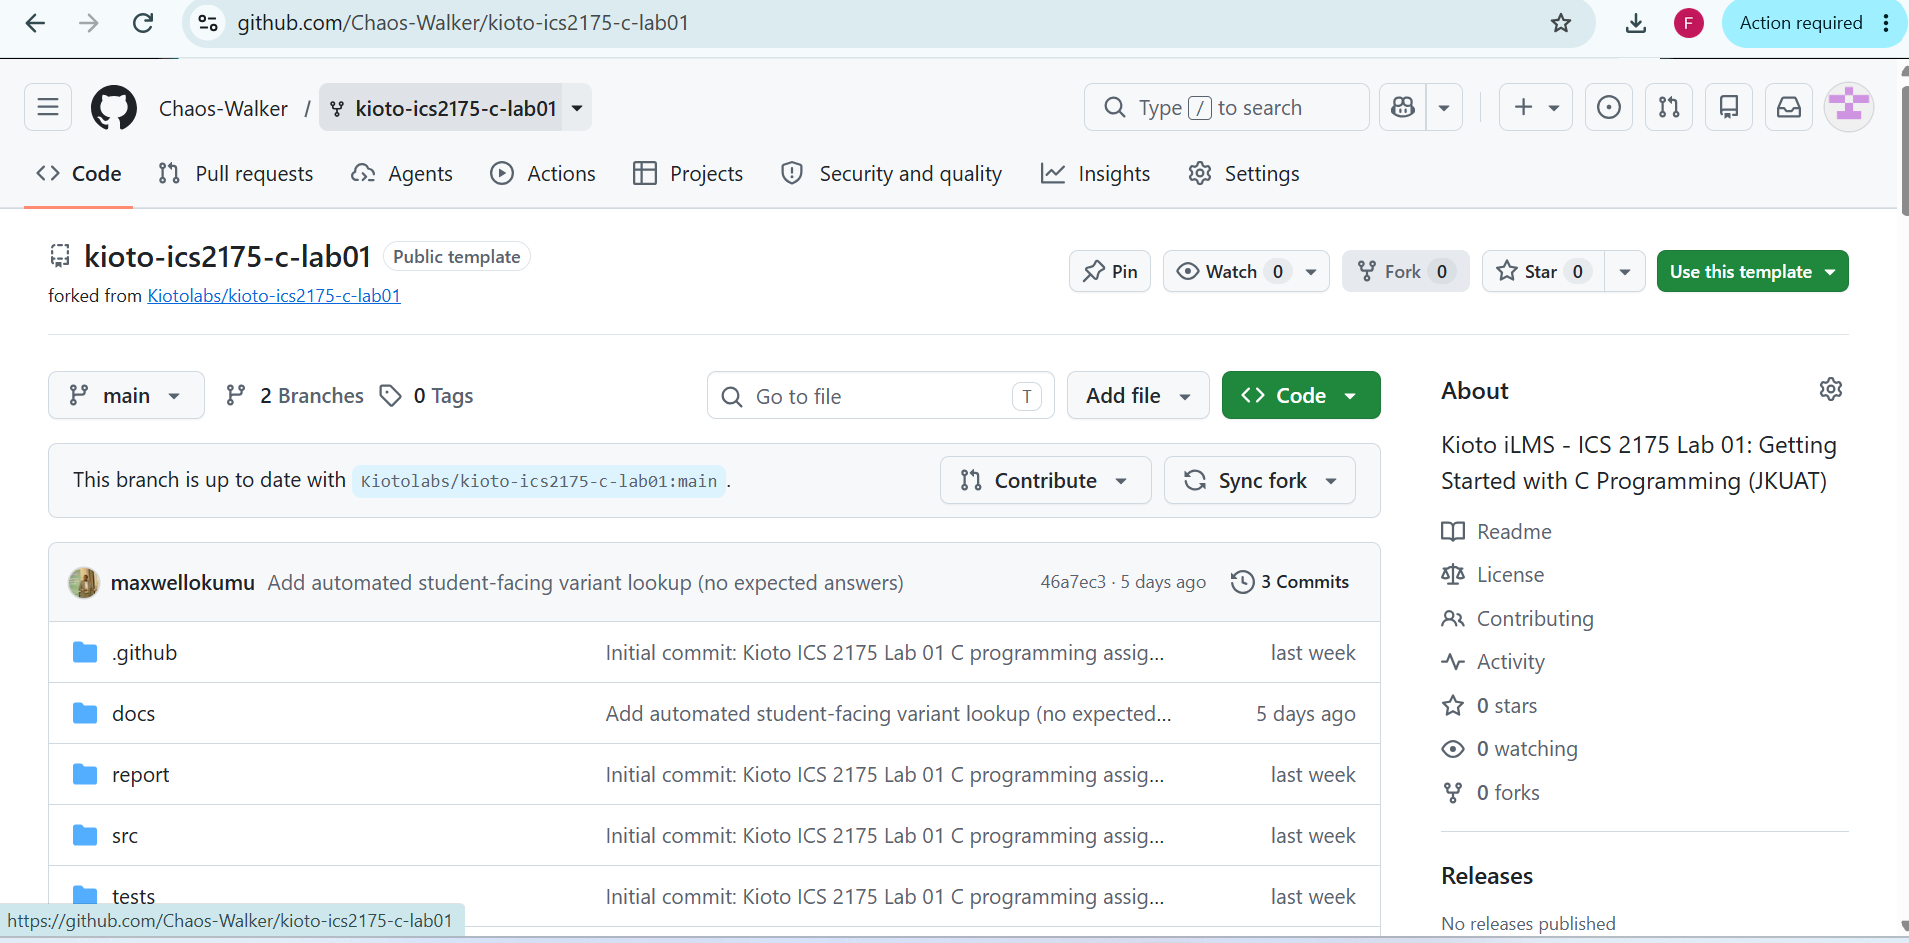 github.com/Chaos-Walker/kioto-ics2175-c-lab01
F
Action required
Chaos-Walker / kioto-ics2175-c-lab01
Type / to search
Code
Pull requests
Agents
Actions
Projects
Security and quality
Insights
Settings
kioto-ics2175-c-lab01
Public template
forked from Kiotolabs/kioto-ics2175-c-lab01
Pin
Watch 0
Fork 0
Star 0
Use this template
main
2 Branches
0 Tags
Go to file
T
Add file
Code
This branch is up to date with Kiotolabs/kioto-ics2175-c-lab01:main.
Contribute
Sync fork
maxwellokumu Add automated student-facing variant lookup (no expected answers) 46a7ec3 · 5 days ago 3 Commits
.github Initial commit: Kioto ICS 2175 Lab 01 C programming assig... last week
docs Add automated student-facing variant lookup (no expected... 5 days ago
report Initial commit: Kioto ICS 2175 Lab 01 C programming assig... last week
src Initial commit: Kioto ICS 2175 Lab 01 C programming assig... last week
tests Initial commit: Kioto ICS 2175 Lab 01 C programming assig... last week
https://github.com/Chaos-Walker/kioto-ics2175-c-lab01
About
Kioto iLMS - ICS 2175 Lab 01: Getting
Started with C Programming (JKUAT)
Readme
License
Contributing
Activity
0 stars
0 watching
0 forks
Releases
No releases published